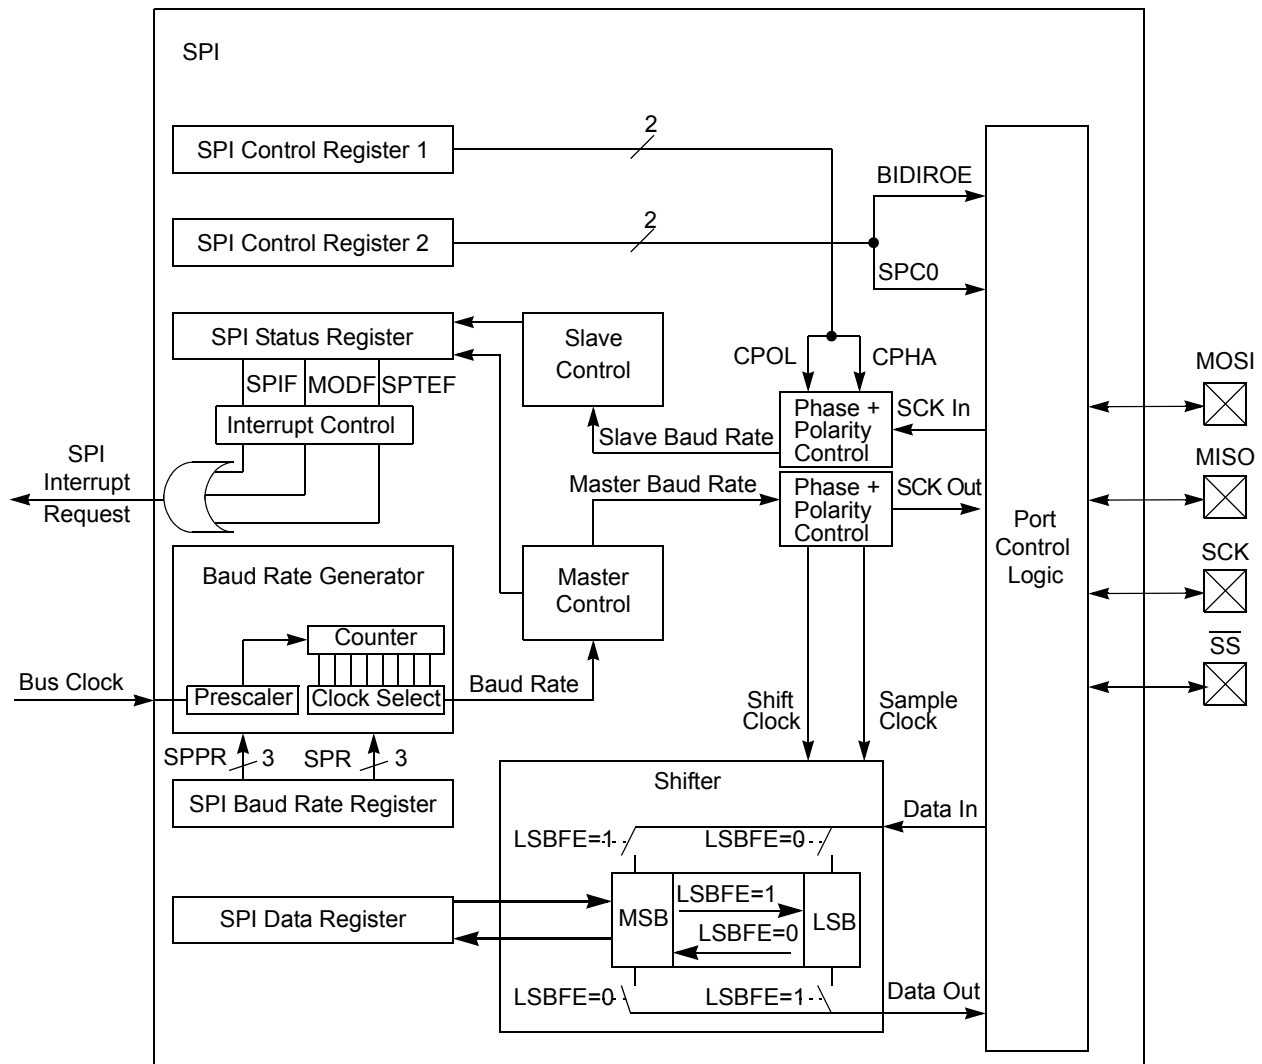 SPI
SPI Control Register 1
2
BIDIROE
SPI Control Register 2
2
SPC0
SPI Status Register
Slave
Control
CPOL
CPHA
MOSI
SPIF
MODF
SPTEF
Interrupt Control
Phase +
Polarity
Control
SCK In
Slave Baud Rate
SPI
Interrupt
Request
Master Baud Rate
Phase +
Polarity
Control
SCK Out
MISO
Port
Control
Logic
SCK
Baud Rate Generator
Master
Control
Counter
SS
Bus Clock
Prescaler
Clock Select
Baud Rate
Shift
Clock
Sample
Clock
SPPR
3
SPR
3
SPI Baud Rate Register
Shifter
Data In
LSBFE=1
LSBFE=0
SPI Data Register
MSB
LSBFE=1
LSBFE=0
LSB
LSBFE=0
LSBFE=1
Data Out